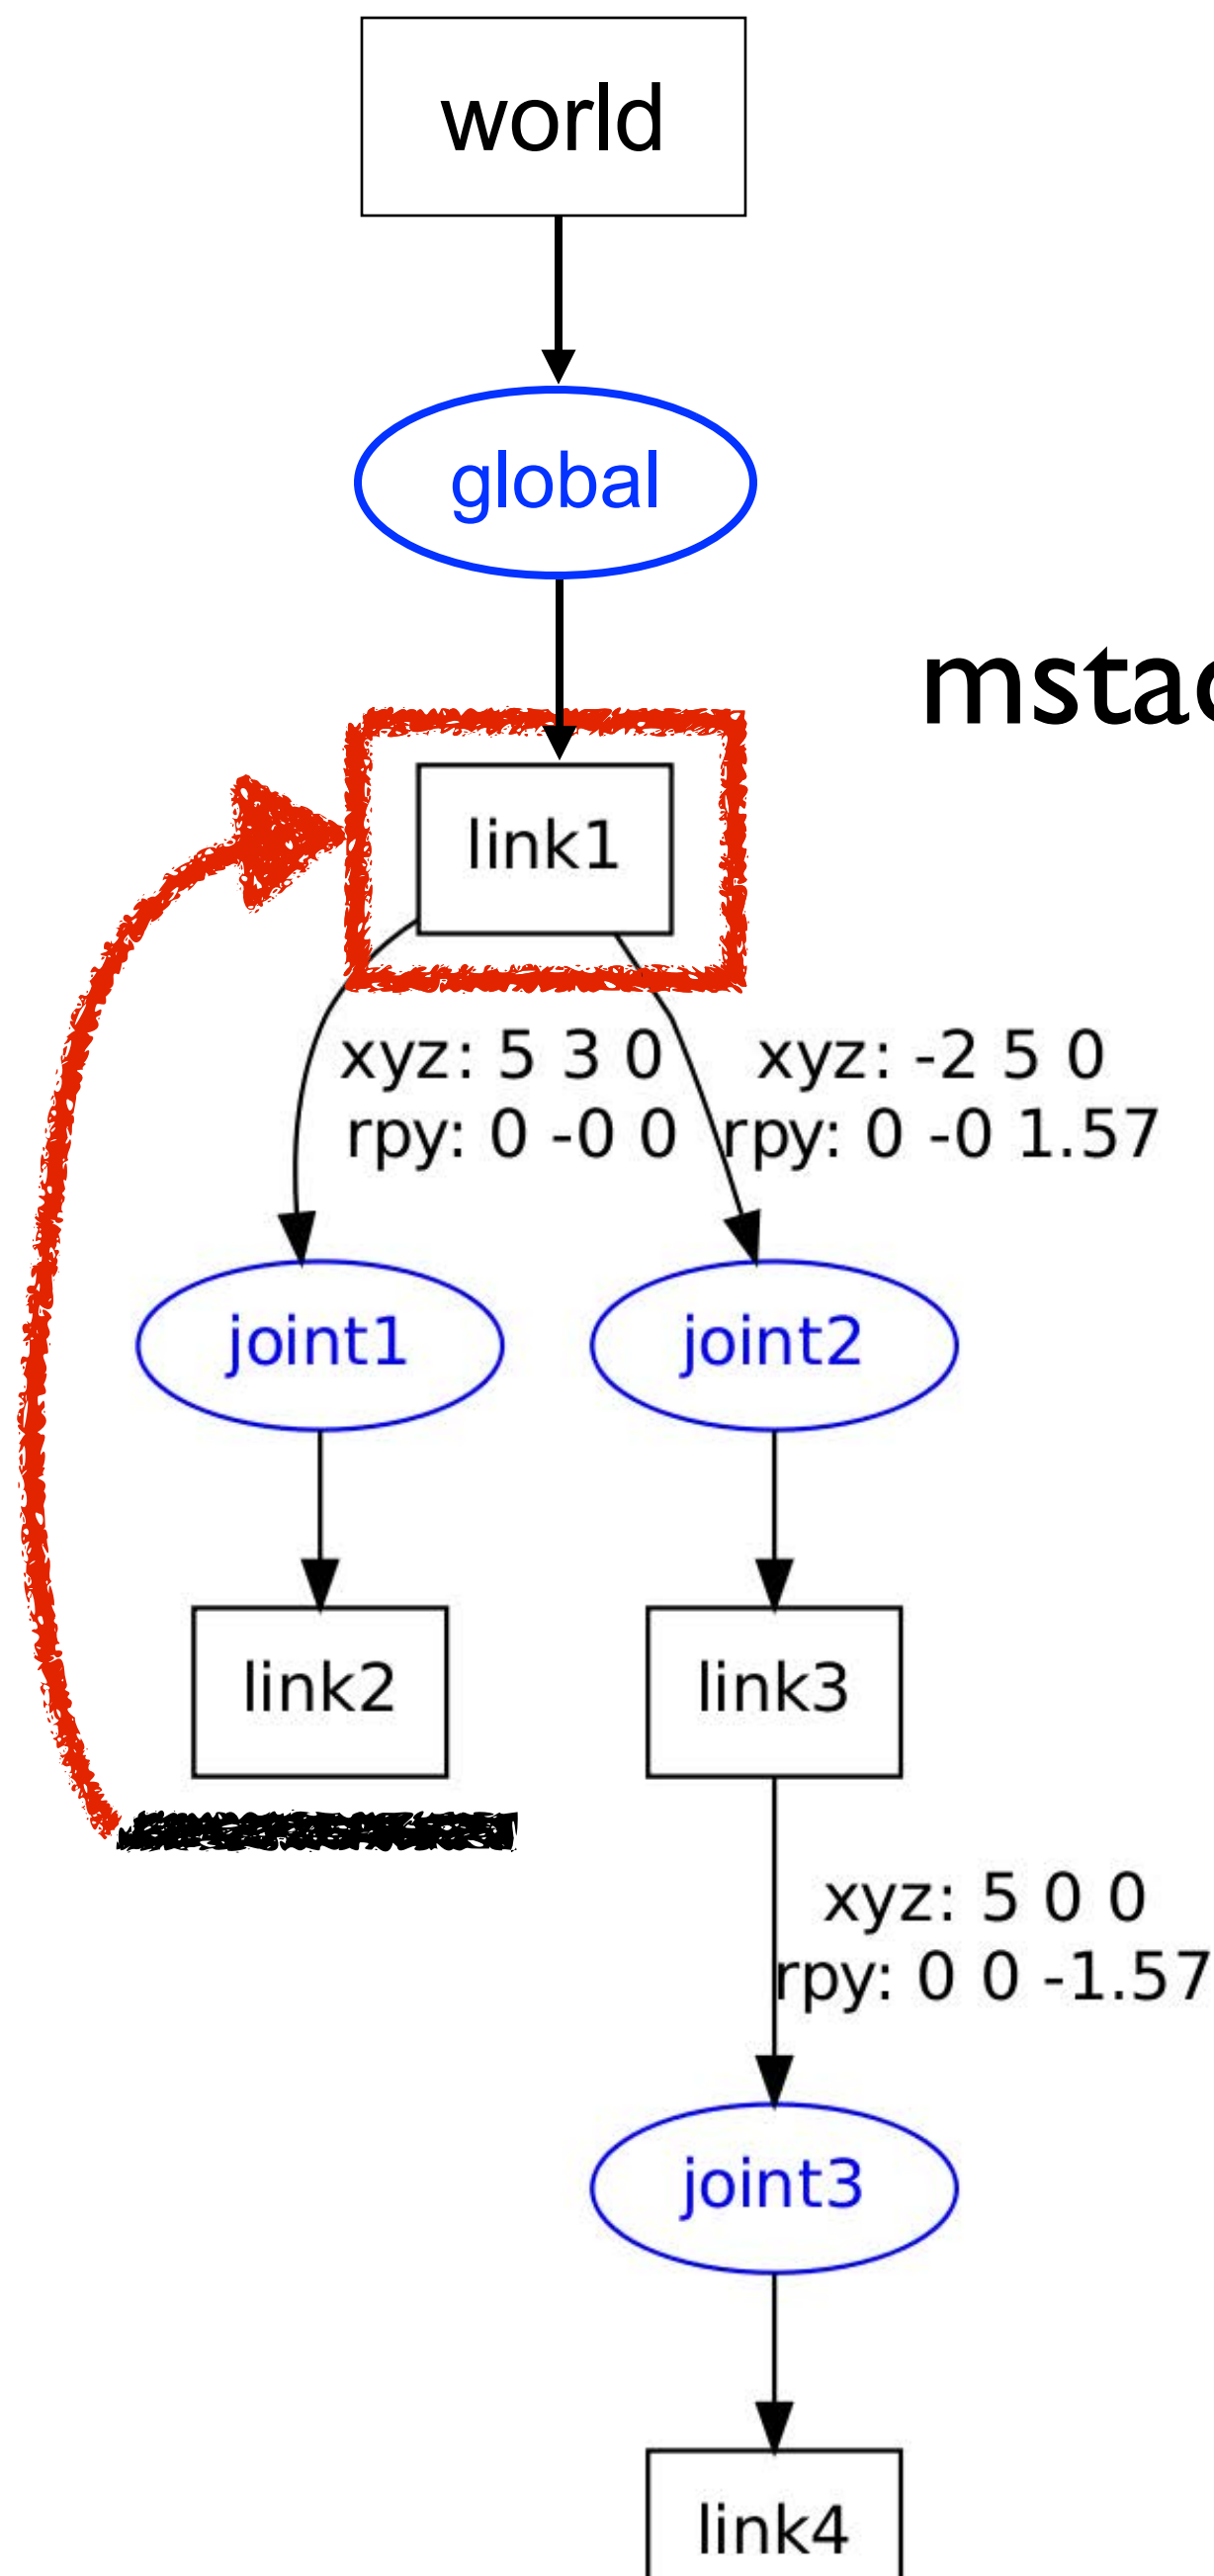 world
global
mstac
link1
xyz: 5 3 0
rpy: 0 -0 0
xyz: -2 5 0
rpy: 0 -0 1.57
joint1
joint2
link2
link3
xyz: 5 0 0
rpy: 0 0 -1.57
joint3
link4